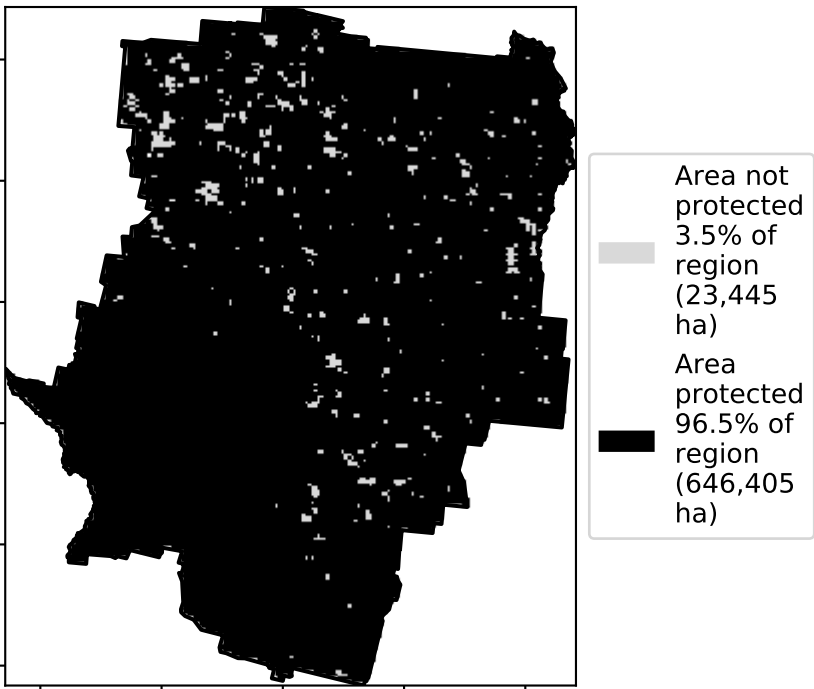 Area not
protected
3.5% of
region
(23,445
ha)
Area
protected
96.5% of
region
(646,405
ha)